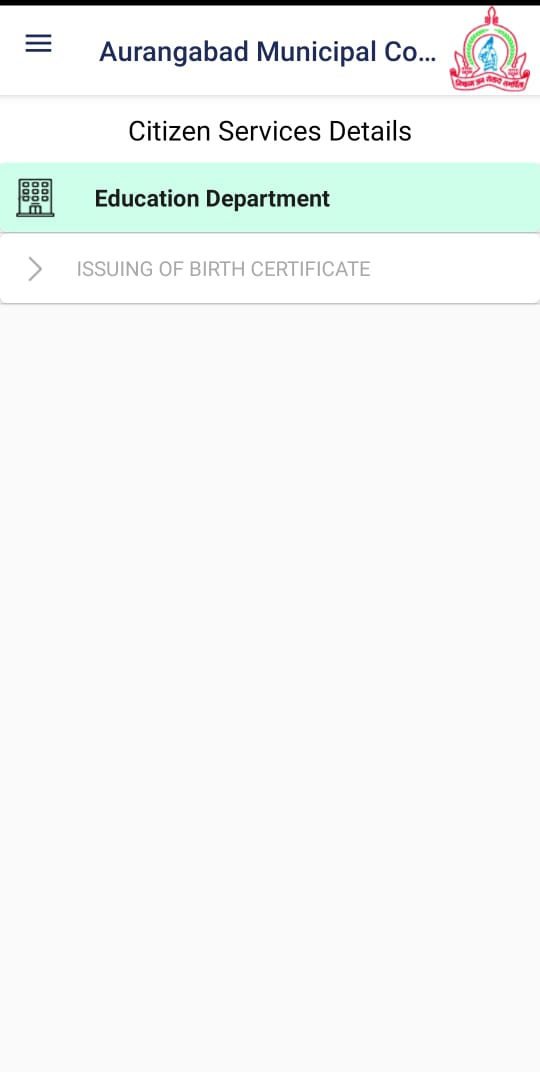 Aurangabad Municipal Co...
Citizen Services Details
Education Department
ISSUING OF BIRTH CERTIFICATE